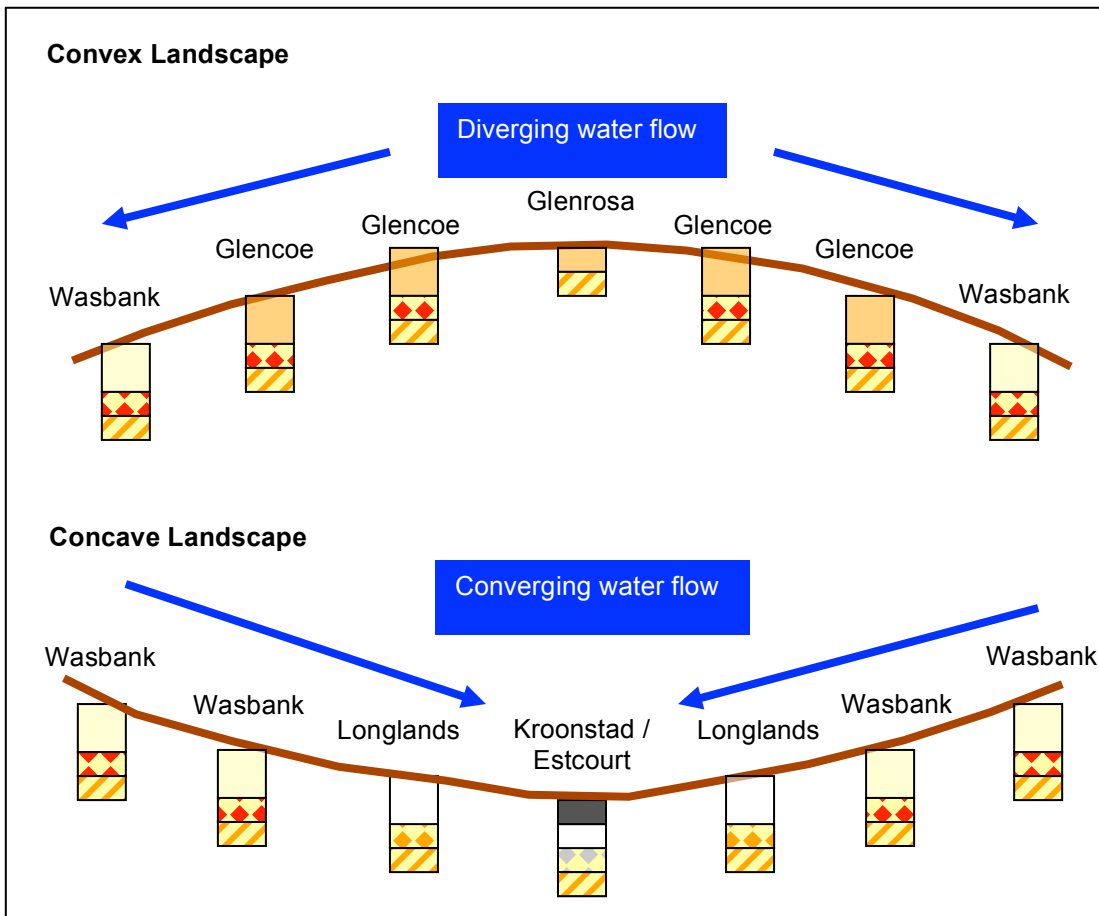 Convex Landscape
Diverging water flow
Glenrosa
Glencoe
Glencoe
Glencoe
Glencoe
Wasbank
Wasbank
Concave Landscape
Converging water flow
Wasbank
Wasbank
Wasbank
Wasbank
Longlands
Kroonstad /
Estcourt
Longlands